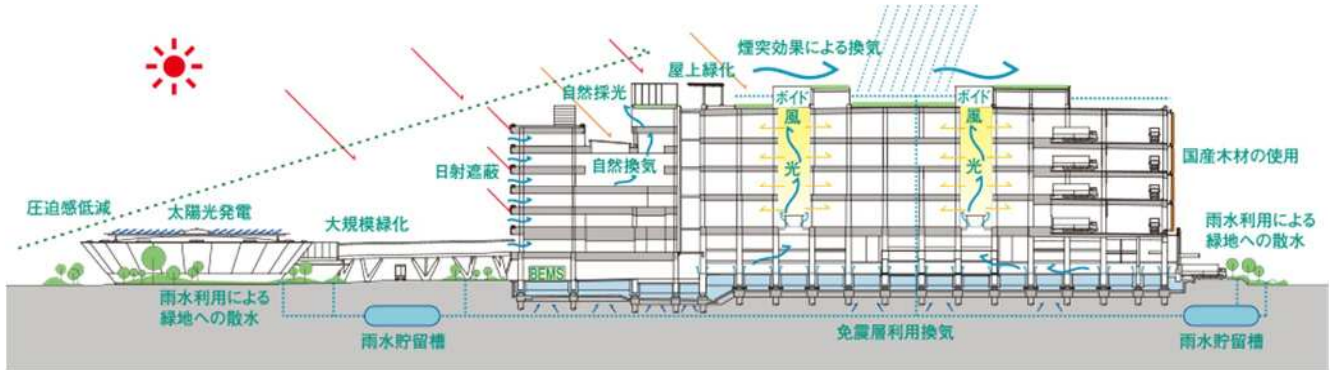 煙突効果による換気
屋上緑化
自然採光
ボイド
ボイド
風
風
日射遮蔽
自然換気
光
光
国産木材の使用
圧迫感低減
太陽光発電
大規模緑化
雨水利用による
緑地への散水
BEMS
雨水利用による
緑地への散水
免震層利用換気
雨水貯留槽
雨水貯留槽